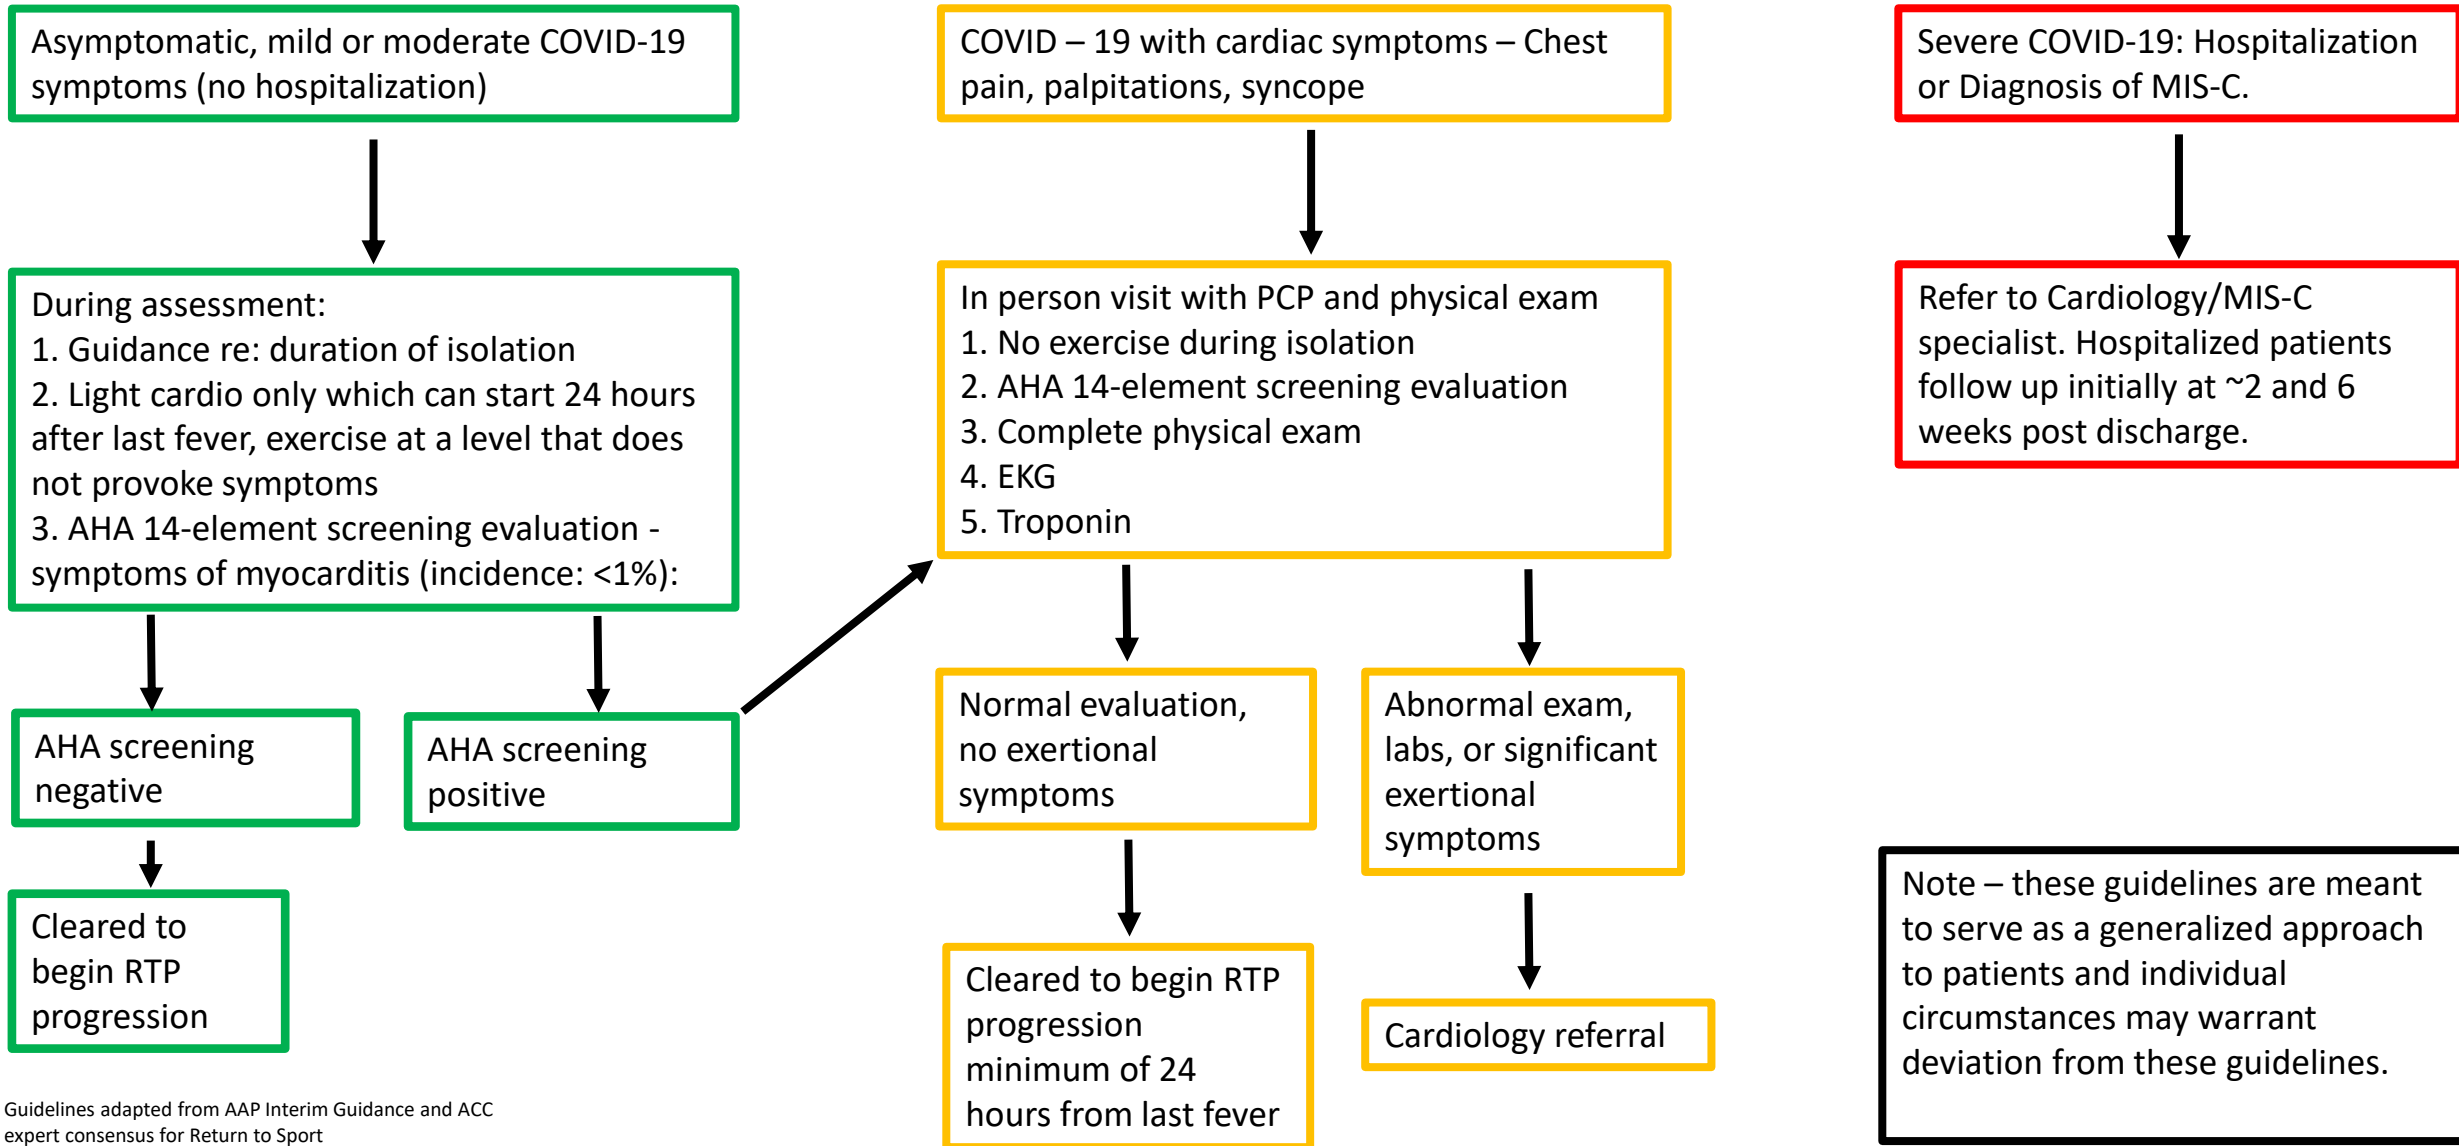 Asymptomatic, mild or moderate COVID-19
symptoms (no hospitalization)
COVID – 19 with cardiac symptoms – Chest
pain, palpitations, syncope
Severe COVID-19: Hospitalization
or Diagnosis of MIS-C.
During assessment:
1. Guidance re: duration of isolation
2. Light cardio only which can start 24 hours
after last fever, exercise at a level that does
not provoke symptoms
3. AHA 14-element screening evaluation -
symptoms of myocarditis (incidence: <1%):
In person visit with PCP and physical exam
1. No exercise during isolation
2. AHA 14-element screening evaluation
3. Complete physical exam
4. EKG
5. Troponin
Refer to Cardiology/MIS-C
specialist. Hospitalized patients
follow up initially at ~2 and 6
weeks post discharge.
AHA screening
negative
AHA screening
positive
Normal evaluation,
no exertional
symptoms
Abnormal exam,
labs, or significant
exertional
symptoms
Cleared to
begin RTP
progression
Cleared to begin RTP
progression
minimum of 24
hours from last fever
Cardiology referral
Note – these guidelines are meant
to serve as a generalized approach
to patients and individual
circumstances may warrant
deviation from these guidelines.
Guidelines adapted from AAP Interim Guidance and ACC
expert consensus for Return to Sport